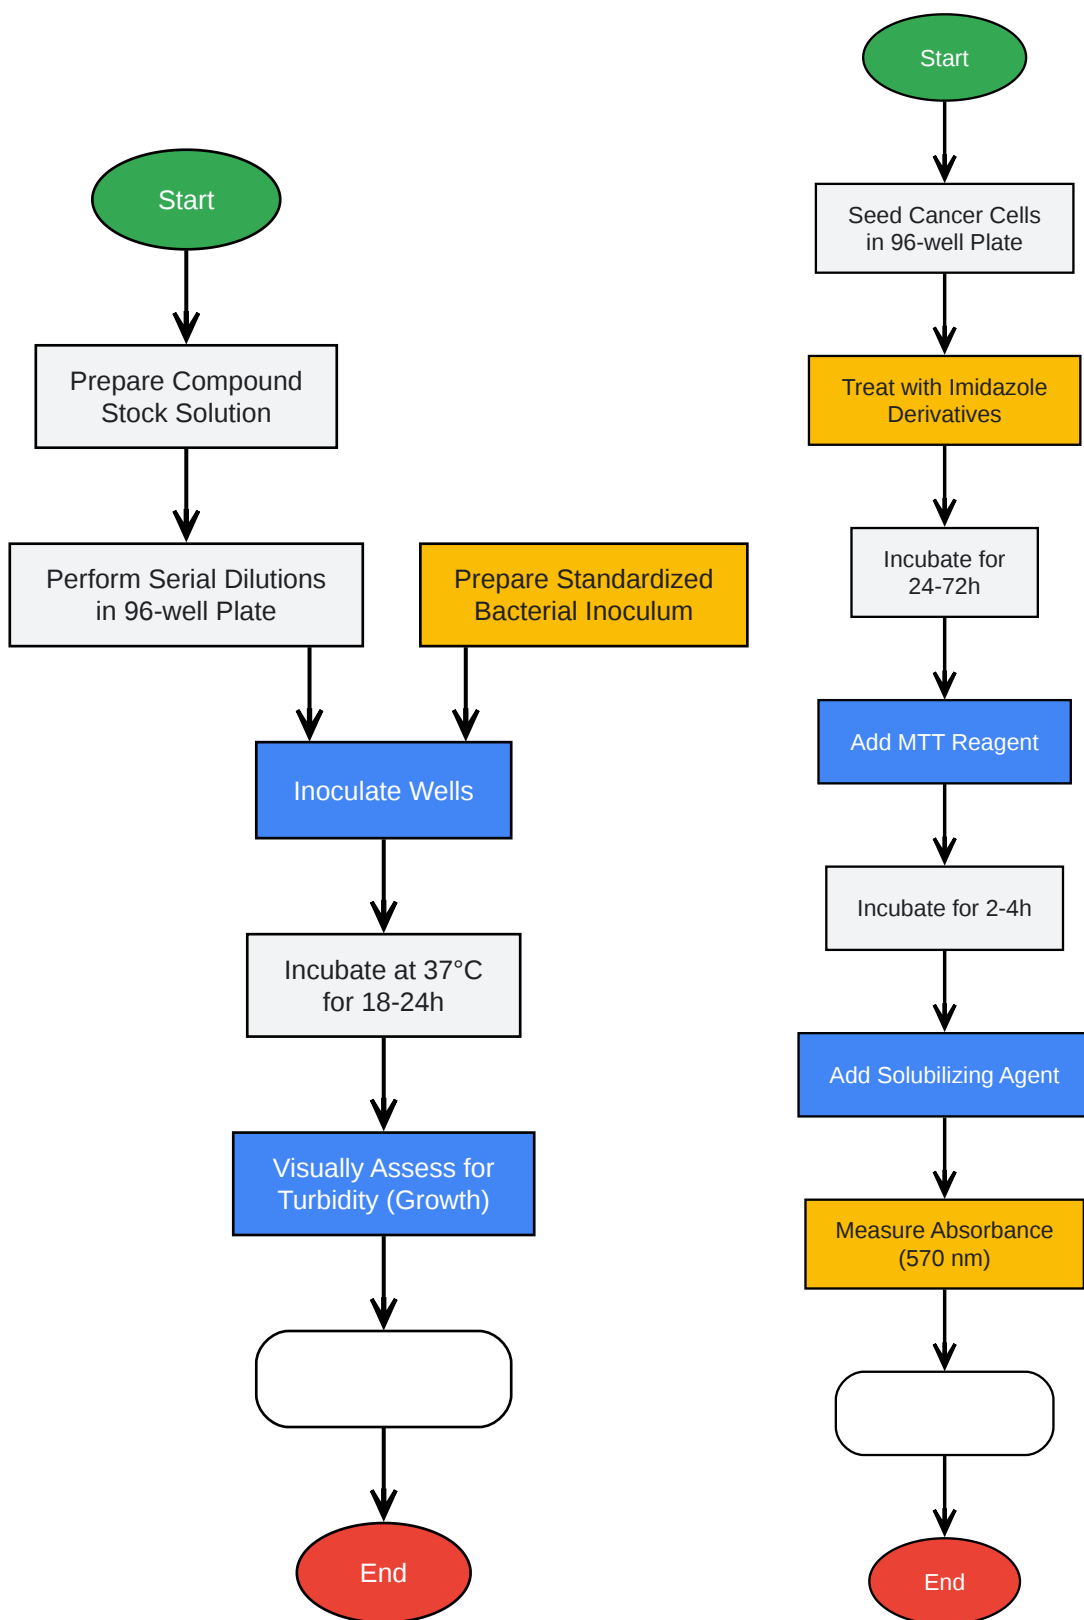 Start
Prepare Compound
Stock Solution
Perform Serial Dilutions
in 96-well Plate
Prepare Standardized
Bacterial Inoculum
Inoculate Wells
Incubate at 37°C
for 18-24h
Visually Assess for
Turbidity (Growth)
End
Start
Seed Cancer Cells
in 96-well Plate
Treat with Imidazole
Derivatives
Incubate for
24-72h
Add MTT Reagent
Incubate for 2-4h
Add Solubilizing Agent
Measure Absorbance
(570 nm)
End